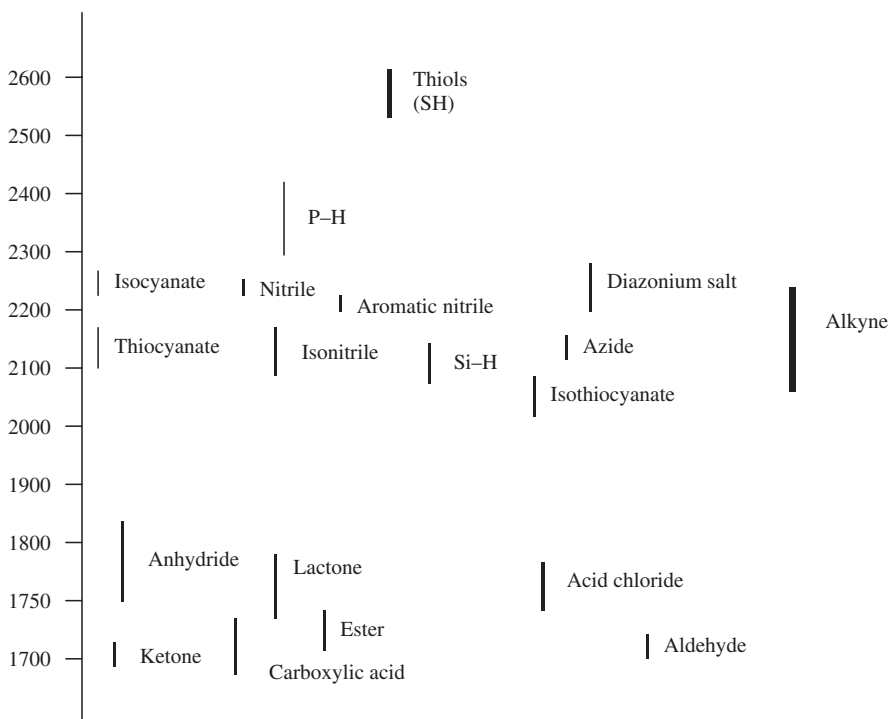 2600
Thiols
(SH)
2500
2400
P–H
2300
Isocyanate
Nitrile
Diazonium salt
2200
Aromatic nitrile
Alkyne
Thiocyanate
Isonitrile
Azide
2100
Si–H
Isothiocyanate
2000
1900
1800
Anhydride
Lactone
Acid chloride
1750
Ester
1700
Ketone
Aldehyde
Carboxylic acid